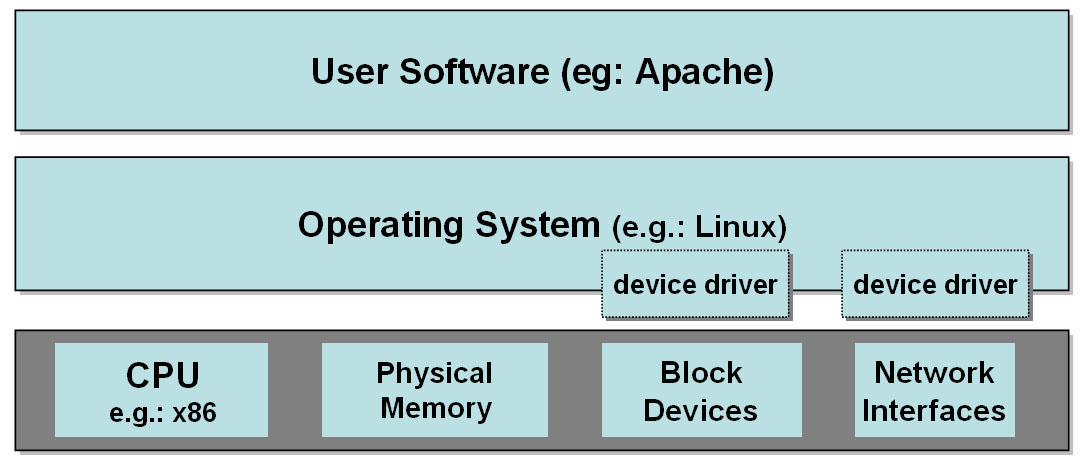 User Software (eg: Apache)
Operating System (e.g.: Linux)
device driver
device driver
CPU
e.g.: x86
Physical
Memory
Block
Devices
Network
Interfaces